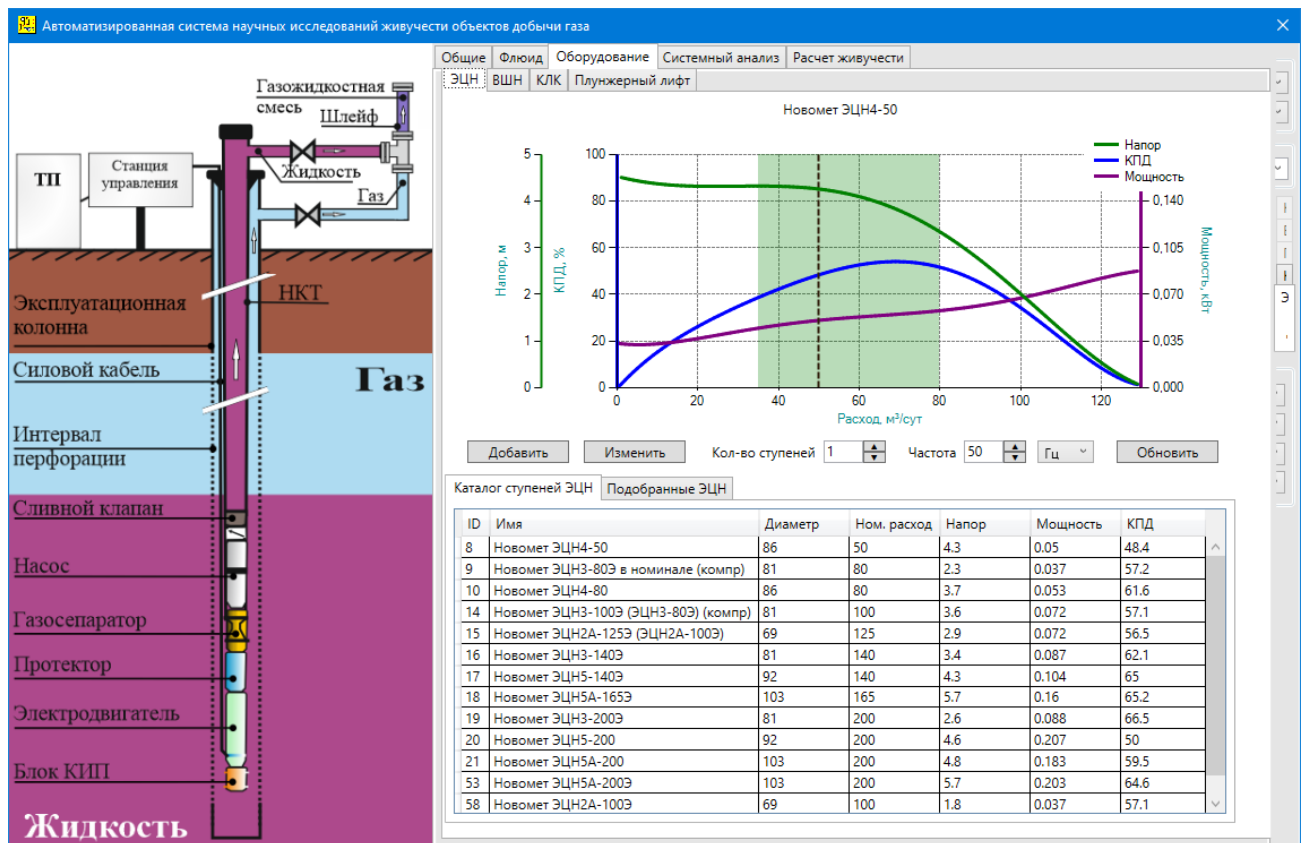 Автоматизированная система научных исследований живучести объектов добычи газа
Газожидкостная
смесь
Шлейф
Жидкость
Газ
ТП
Станция
управления
НКТ
Эксплуатационная
колонна
Силовой кабель
Газ
Интервал
перфорации
Сливной клапан
Насос
Газосепаратор
Протектор
Электродвигатель
Блок КИП
Жидкость
Общие Флюид Оборудование Системный анализ Расчет живучести
ЭЦН ВШН КЛК Плунжерный лифт
Новомет ЭЦН4-50
Напор
КПД
Мощность
Напор, м
5
4
3
2
1
0
КПД, %
100
80
60
40
20
0
0 20 40 60 80 100 120
Расход, м³/сут
0,140
0,105
0,070
0,035
0,000
Мощность, кВт
Добавить Изменить Кол-во ступеней 1 Частота 50 Гц Обновить
Каталог ступеней ЭЦН Подобранные ЭЦН
ID Имя Диаметр Ном. расход Напор Мощность КПД
8 Новомет ЭЦН4-50 86 50 4.3 0.05 48.4
9 Новомет ЭЦН3-80Э в номинале (компр) 81 80 2.3 0.037 57.2
10 Новомет ЭЦН4-80 86 80 3.7 0.053 61.6
14 Новомет ЭЦН3-100Э (ЭЦН3-80Э) (компр) 81 100 3.6 0.072 57.1
15 Новомет ЭЦН2А-125Э (ЭЦН2А-100Э) 69 125 2.9 0.072 56.5
16 Новомет ЭЦН3-140Э 81 140 3.4 0.087 62.1
17 Новомет ЭЦН5-140Э 92 140 4.3 0.104 65
18 Новомет ЭЦН5А-165Э 103 165 5.7 0.16 65.2
19 Новомет ЭЦН3-200Э 81 200 2.6 0.088 66.5
20 Новомет ЭЦН5-200 92 200 4.6 0.207 50
21 Новомет ЭЦН5А-200 103 200 4.8 0.183 59.5
53 Новомет ЭЦН5А-200Э 103 200 5.7 0.203 64.6
58 Новомет ЭЦН2А-100Э 69 100 1.8 0.037 57.1